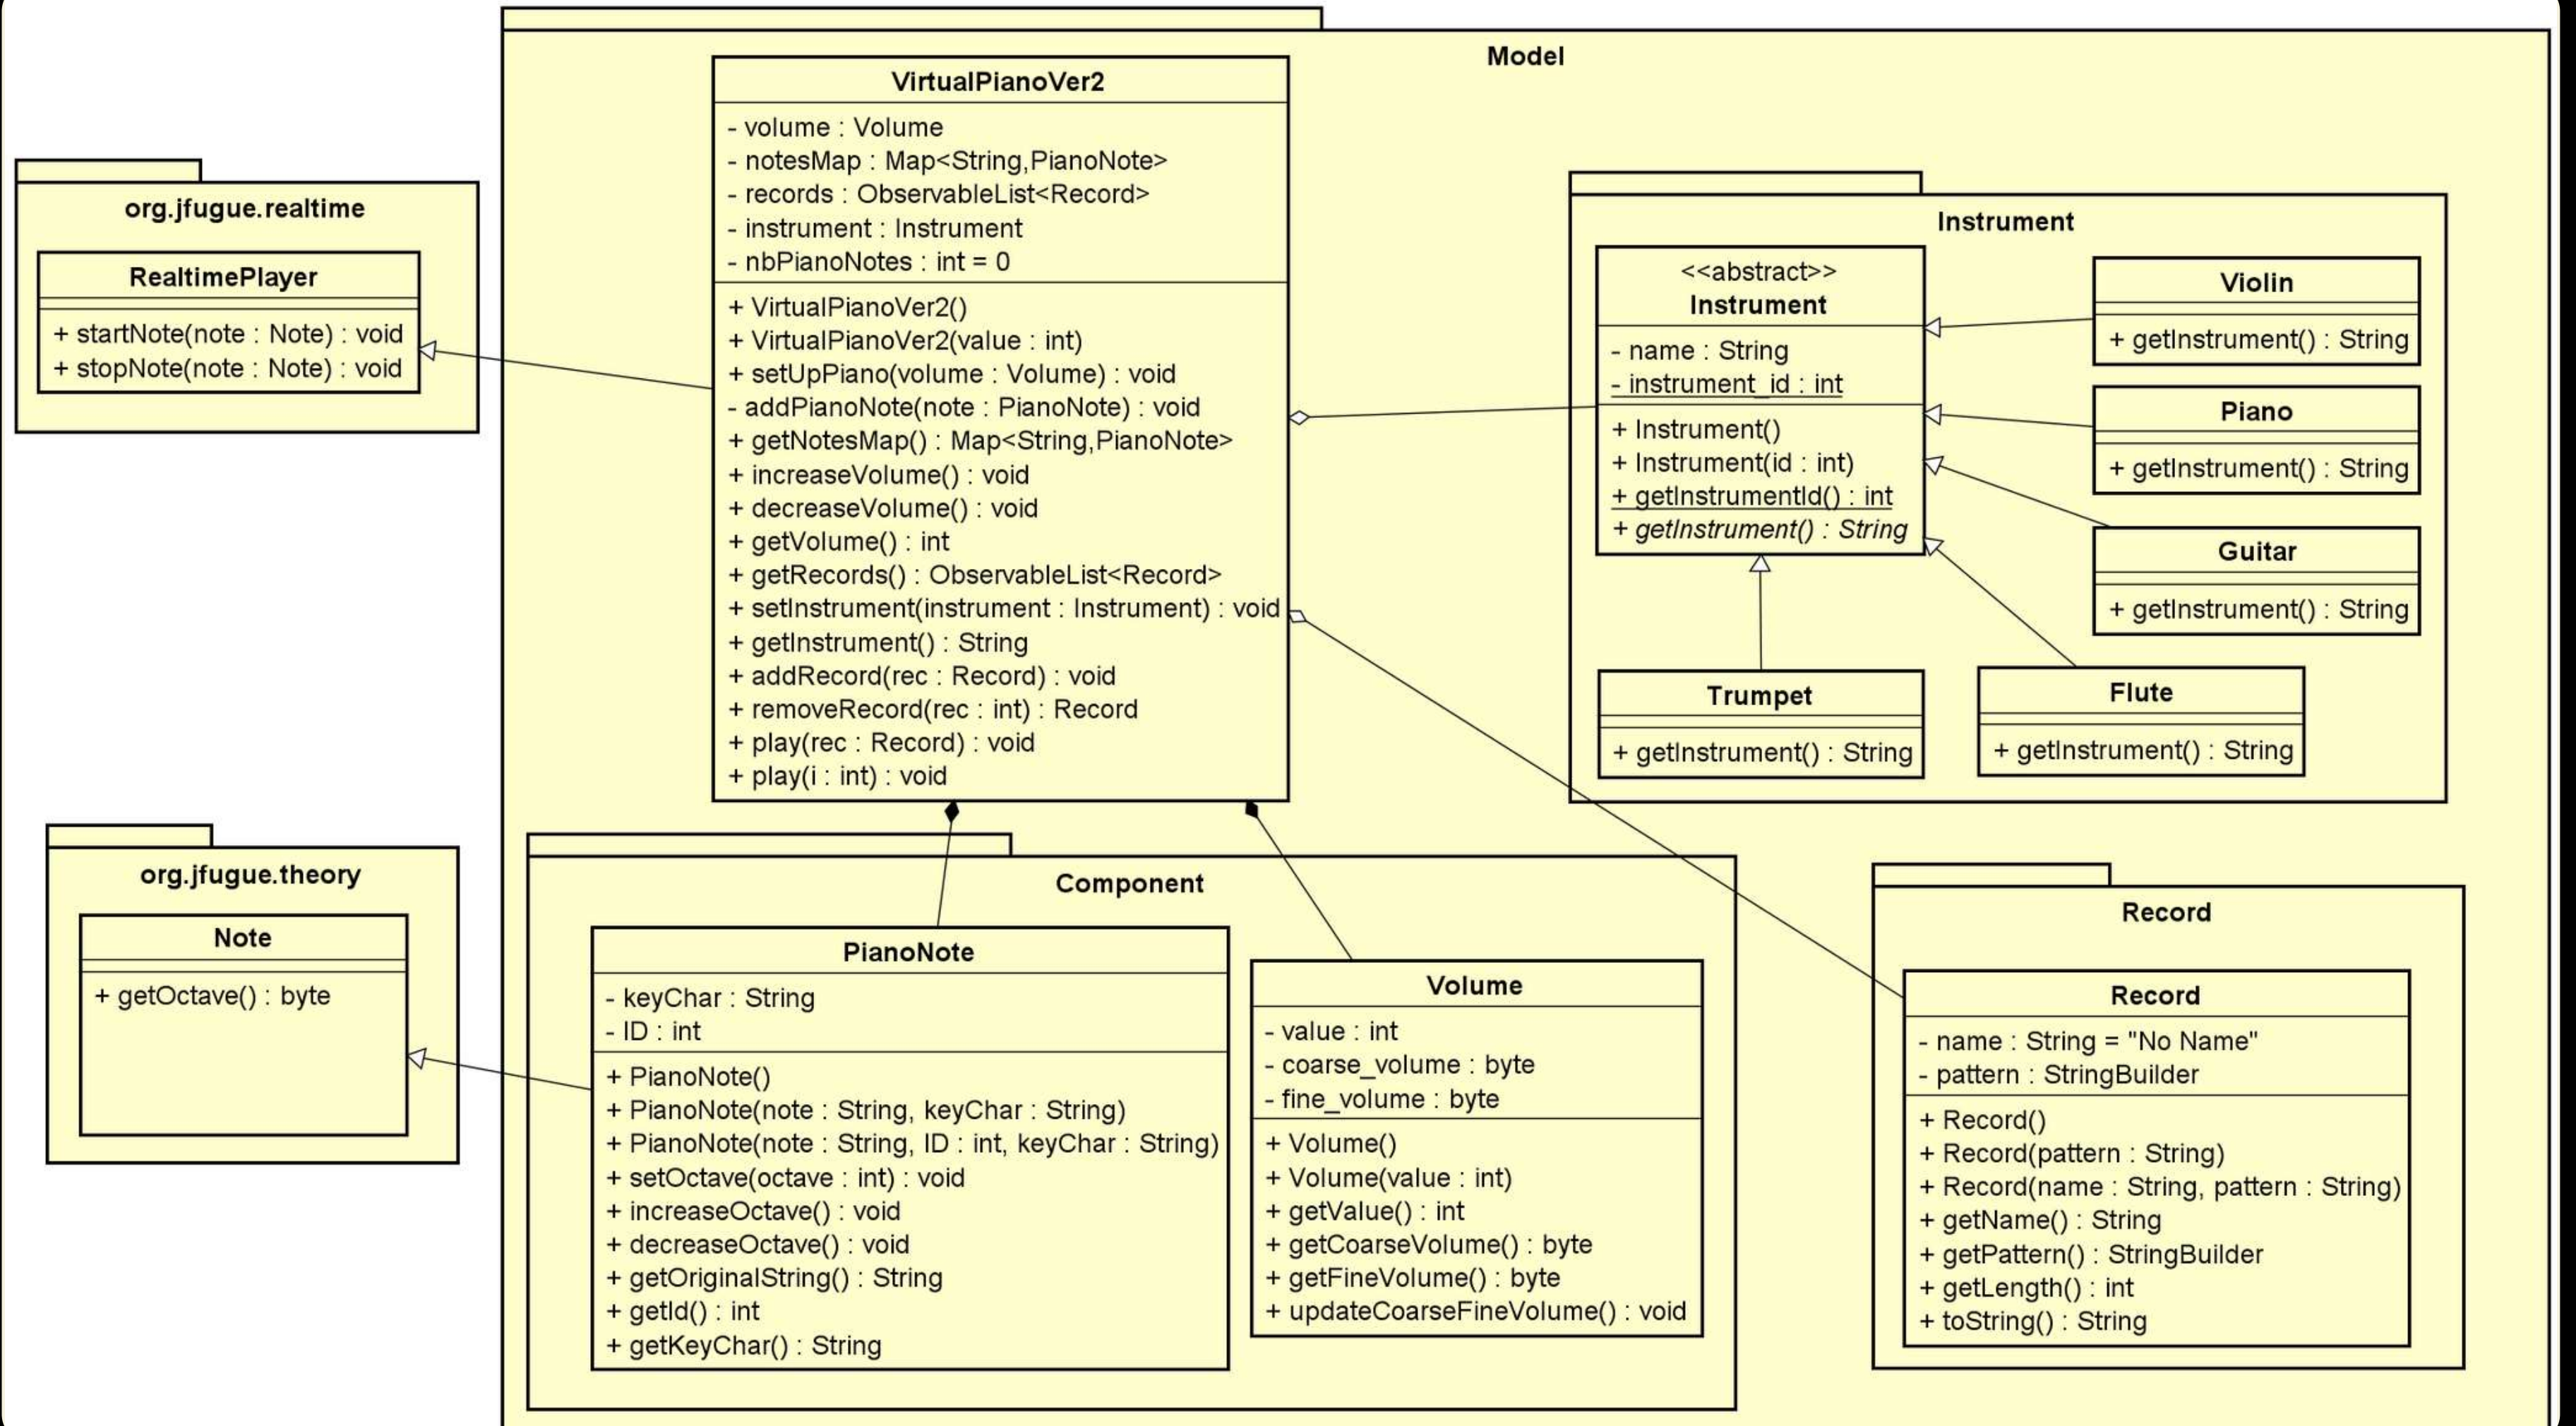 Model
VirtualPianoVer2
- volume : Volume
- notesMap : Map<String,PianoNote>
- records : ObservableList<Record>
- instrument : Instrument
- nbPianoNotes : int = 0
+ VirtualPianoVer2()
+ VirtualPianoVer2(value : int)
+ setUpPiano(volume : Volume) : void
- addPianoNote(note : PianoNote) : void
+ getNotesMap() : Map<String,PianoNote>
+ increaseVolume() : void
+ decreaseVolume() : void
+ getVolume() : int
+ getRecords() : ObservableList<Record>
+ setInstrument(instrument : Instrument) : void
+ getInstrument() : String
+ addRecord(rec : Record) : void
+ removeRecord(rec : int) : Record
+ play(rec : Record) : void
+ play(i : int) : void
org.jfugue.realtime
RealtimePlayer
+ startNote(note : Note) : void
+ stopNote(note : Note) : void
Instrument
<<abstract>>
Instrument
- name : String
- instrument_id : int
+ Instrument()
+ Instrument(id : int)
+ getInstrumentId() : int
+ getInstrument() : String
Violin
+ getInstrument() : String
Piano
+ getInstrument() : String
Guitar
+ getInstrument() : String
Trumpet
+ getInstrument() : String
Flute
+ getInstrument() : String
org.jfugue.theory
Note
+ getOctave() : byte
Component
PianoNote
- keyChar : String
- ID : int
+ PianoNote()
+ PianoNote(note : String, keyChar : String)
+ PianoNote(note : String, ID : int, keyChar : String)
+ setOctave(octave : int) : void
+ increaseOctave() : void
+ decreaseOctave() : void
+ getOriginalString() : String
+ getId() : int
+ getKeyChar() : String
Volume
- value : int
- coarse_volume : byte
- fine_volume : byte
+ Volume()
+ Volume(value : int)
+ getValue() : int
+ getCoarseVolume() : byte
+ getFineVolume() : byte
+ updateCoarseFineVolume() : void
Record
Record
- name : String = "No Name"
- pattern : StringBuilder
+ Record()
+ Record(pattern : String)
+ Record(name : String, pattern : String)
+ getName() : String
+ getPattern() : StringBuilder
+ getLength() : int
+ toString() : String